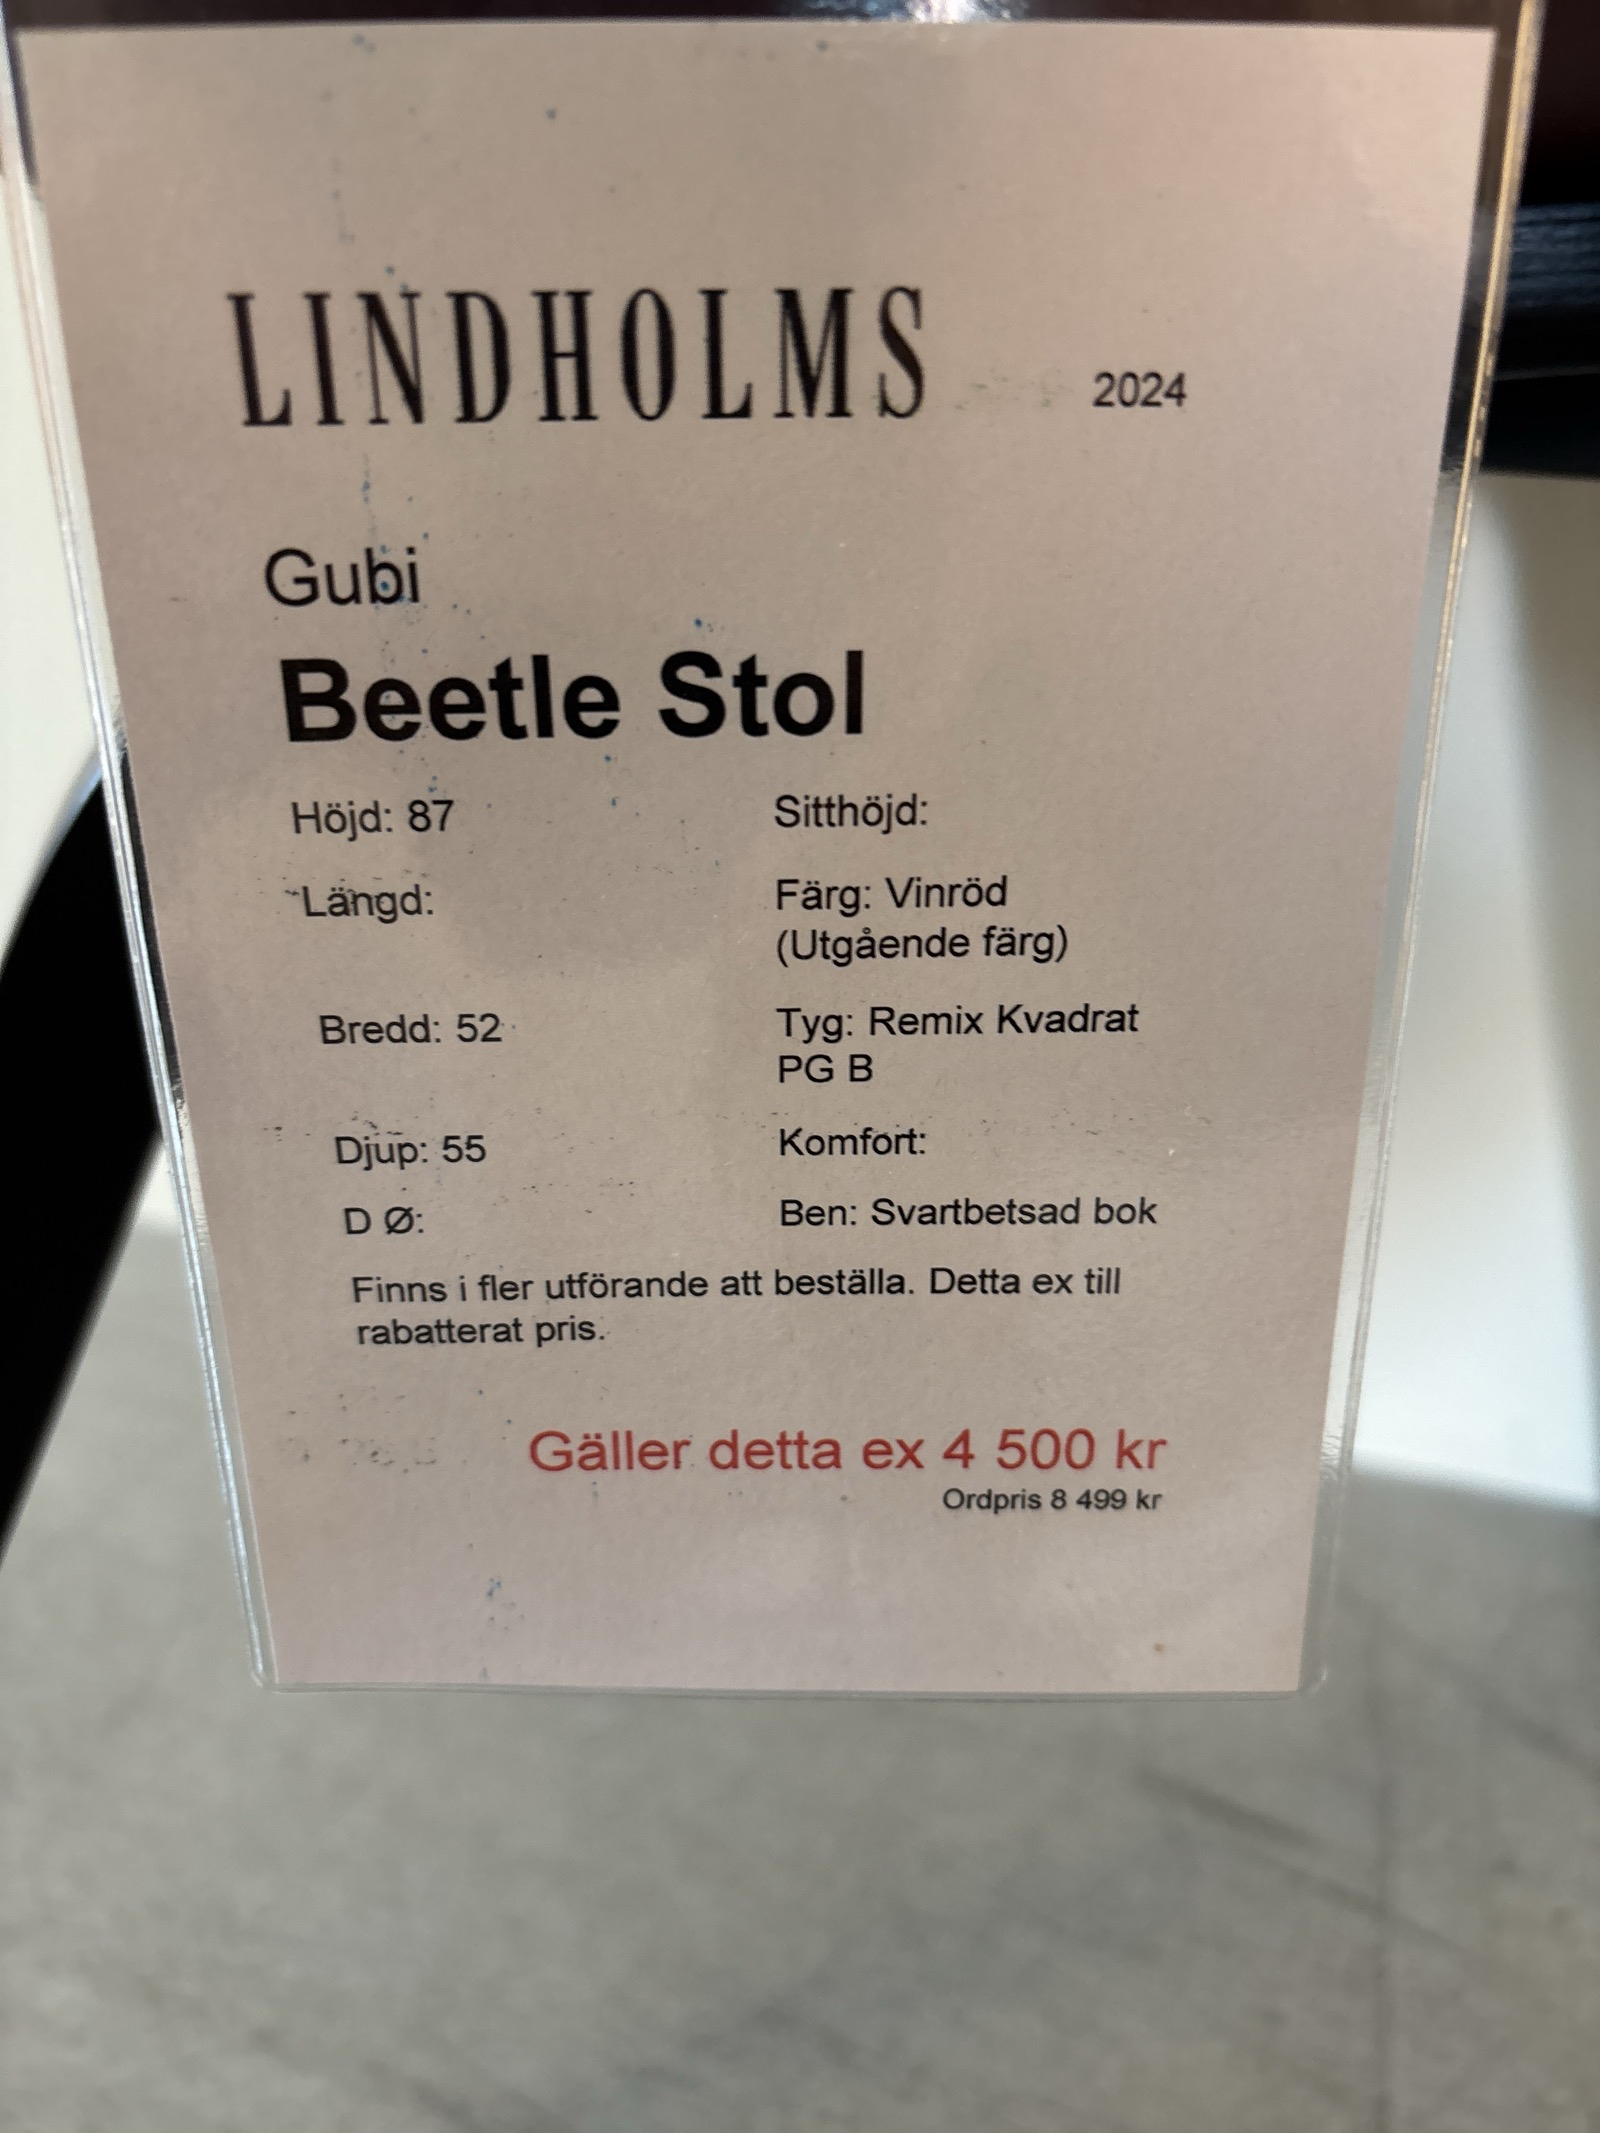 LINDHOLMS 2024
Gubi
Beetle Stol
Höjd: 87 Sitthöjd:
Längd: Färg: Vinröd
(Utgående färg)
Bredd: 52 Tyg: Remix Kvadrat
PG B
Djup: 55 Komfort:
D Ø: Ben: Svartbetsad bok
Finns i fler utförande att beställa. Detta ex till
rabatterat pris.
Gäller detta ex 4 500 kr
Ordpris 8 499 kr